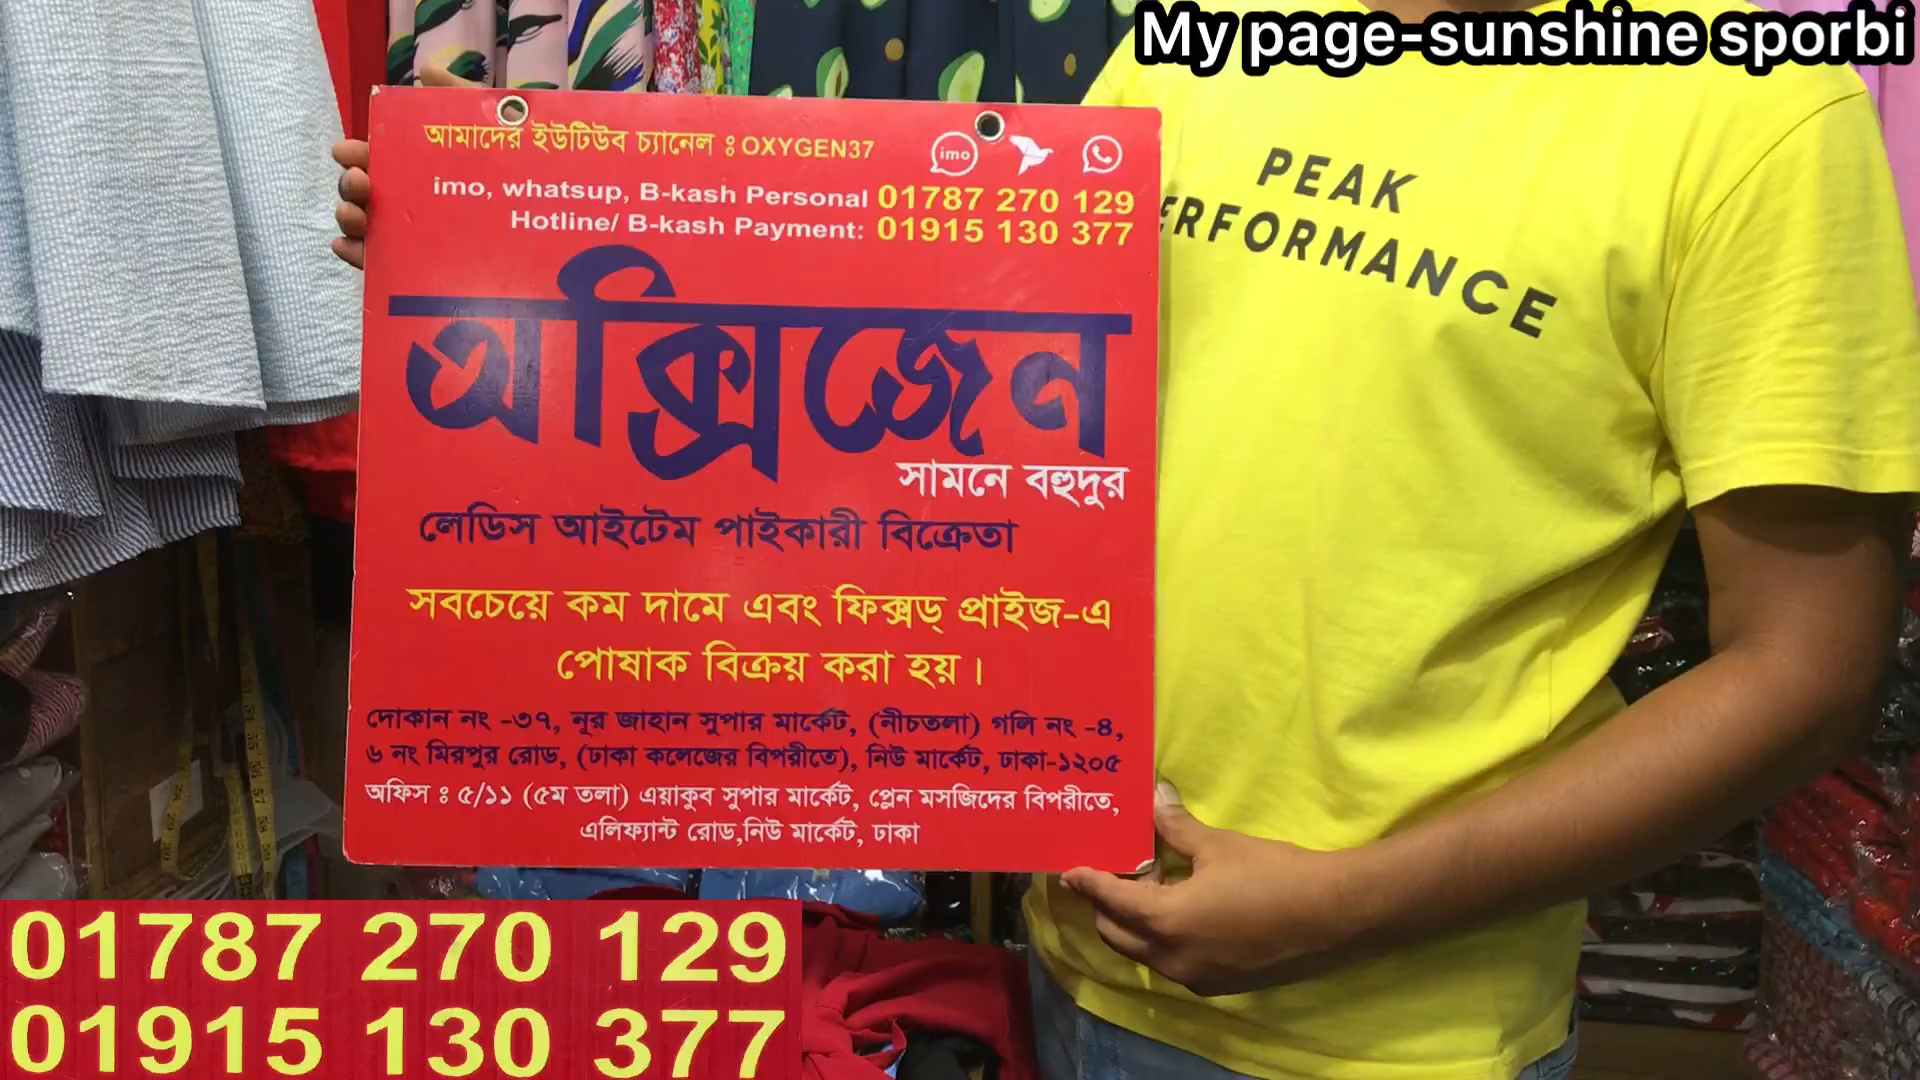 My page-sunshine sporbi
আমাদের ইউটিউব চ্যানেল ঃ OXYGEN37
imo
imo, whatsup, B-kash Personal 01787 270 129
Hotline/ B-kash Payment: 01915 130 377
অক্সিজেন
সামনে বহুদুর
লেডিস আইটেম পাইকারী বিক্রেতা
সবচেয়ে কম দামে এবং ফিক্সড্ প্রাইজ-এ
পোষাক বিক্রয় করা হয়।
দোকান নং -৩৭, নূর জাহান সুপার মার্কেট, (নীচতলা) গলি নং -৪,
৬ নং মিরপুর রোড, (ঢাকা কলেজের বিপরীতে), নিউ মার্কেট, ঢাকা-১২০৫
অফিস ঃ ৫/১১ (৫ম তলা) এয়াকুব সুপার মার্কেট, প্লেন মসজিদের বিপরীতে,
এলিফ্যান্ট রোড,নিউ মার্কেট, ঢাকা
PEAK
ERFORMANCE
01787 270 129
01915 130 377